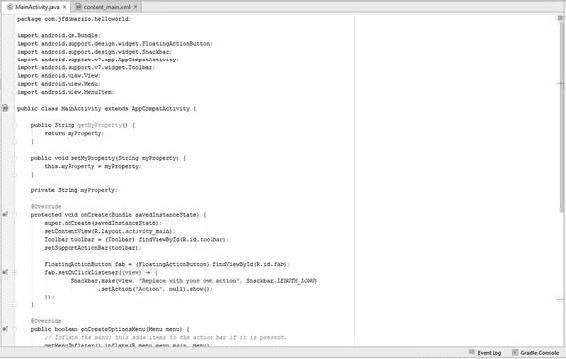 MainActivity.java × content_main.xml ×
package com.jfdimarzio.helloworld;
import android.os.Bundle;
import android.support.design.widget.FloatingActionButton;
import android.support.design.widget.Snackbar;
import android.support.v7.app.AppCompatActivity;
import android.support.v7.widget.Toolbar;
import android.view.View;
import android.view.Menu;
import android.view.MenuItem;
public class MainActivity extends AppCompatActivity {
public String getMyProperty() {
return myProperty;
}
public void setMyProperty(String myProperty) {
this.myProperty = myProperty;
}
private String myProperty;
@Override
protected void onCreate(Bundle savedInstanceState) {
super.onCreate(savedInstanceState);
setContentView(R.layout.activity_main);
Toolbar toolbar = (Toolbar) findViewById(R.id.toolbar);
setSupportActionBar(toolbar);
FloatingActionButton fab = (FloatingActionButton) findViewById(R.id.fab);
fab.setOnClickListener((view) → {
Snackbar.make(view, "Replace with your own action", Snackbar.LENGTH_LONG)
.setAction("Action", null).show();
});
}
@Override
public boolean onCreateOptionsMenu(Menu menu) {
// Inflate the menu; this adds items to the action bar if it is present.
getMenuInflater().inflate(R.menu.menu_main, menu);
Event Log Gradle Console